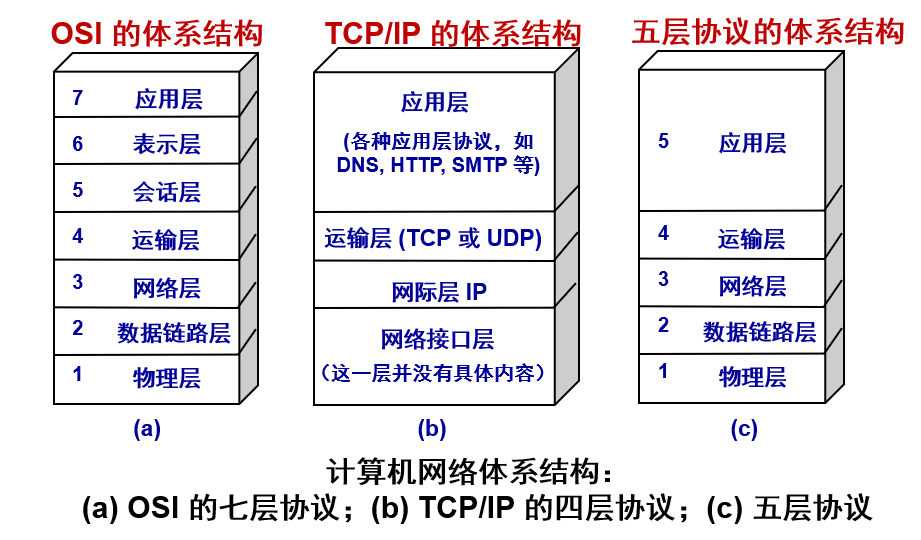 OSI 的体系结构
7 应用层
6 表示层
5 会话层
4 运输层
3 网络层
2 数据链路层
1 物理层
(a)
TCP/IP 的体系结构
应用层
(各种应用层协议，如
DNS, HTTP, SMTP 等)
运输层 (TCP 或 UDP)
网际层 IP
网络接口层
（这一层并没有具体内容）
(b)
五层协议的体系结构
5 应用层
4 运输层
3 网络层
2 数据链路层
1 物理层
(c)
计算机网络体系结构：
(a) OSI 的七层协议；(b) TCP/IP 的四层协议；(c) 五层协议